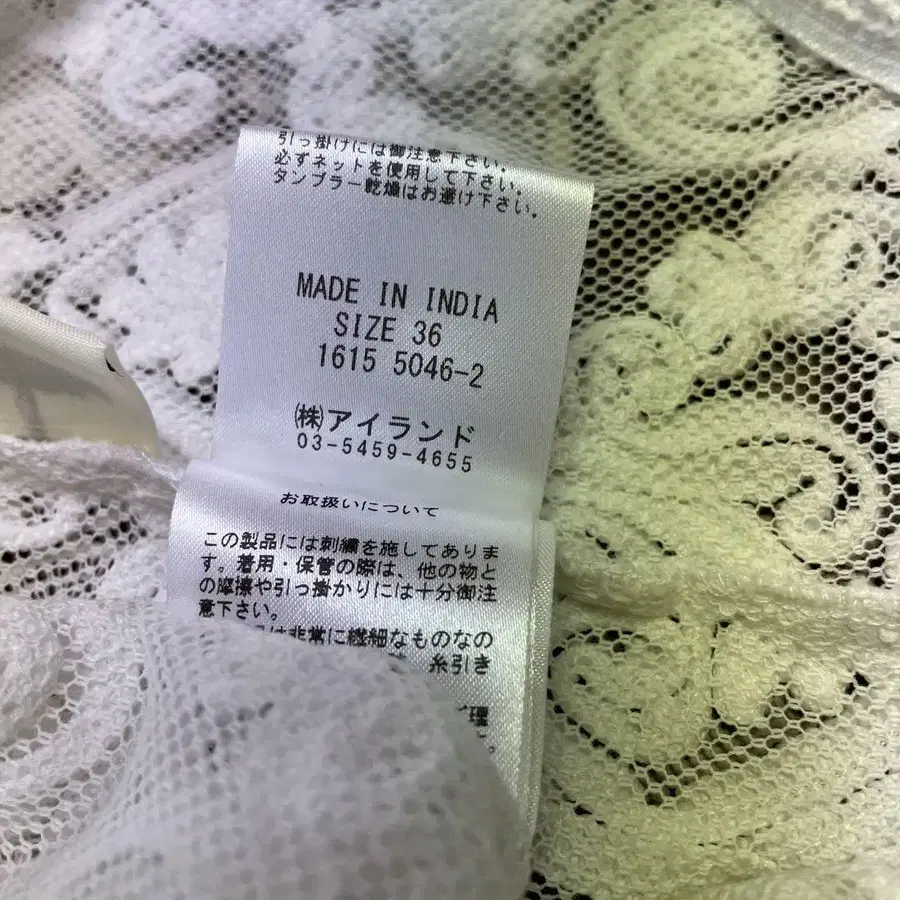 引っ掛けには御注意下さい。
必ずネットを使用して下さい。
タンブラー乾燥はお避け下さい。
MADE IN INDIA
SIZE 36
1615 5046-2
㈱アイランド
03-5459-4655
お取扱いについて
この製品には刺繍を施してありま
す。着用・保管の際は、他の物と
の摩擦や引っ掛かりには十分御注
意下さい。
は非常に繊細なものなの
糸引き
理
。